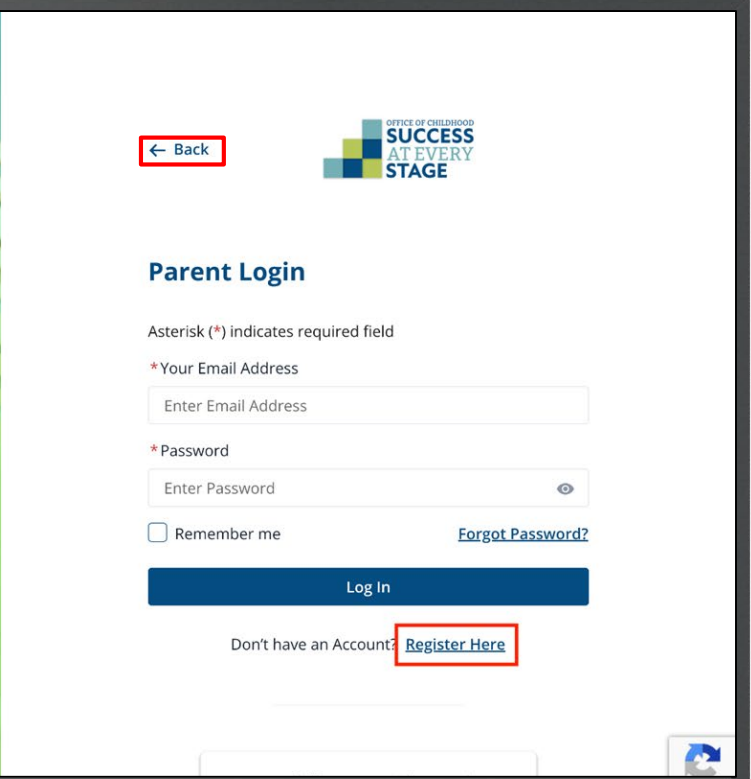 ← Back
OFFICE OF CHILDHOOD
SUCCESS
AT EVERY
STAGE
Parent Login
Asterisk (*) indicates required field
*Your Email Address
Enter Email Address
*Password
Enter Password
Remember me Forgot Password?
Log In
Don't have an Account? Register Here